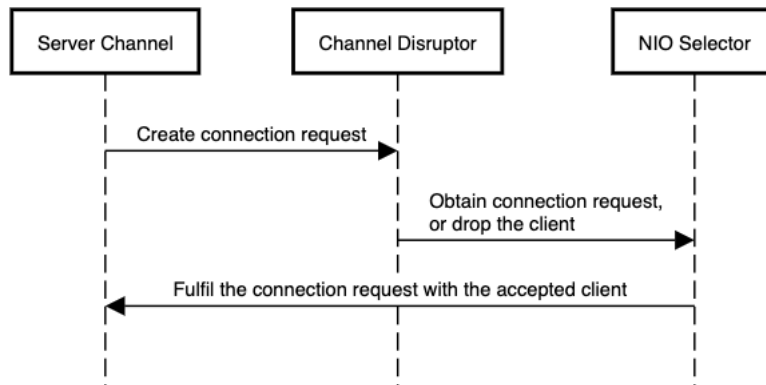 Server Channel
Channel Disruptor
NIO Selector
Create connection request
Obtain connection request,
or drop the client
Fulfil the connection request with the accepted client